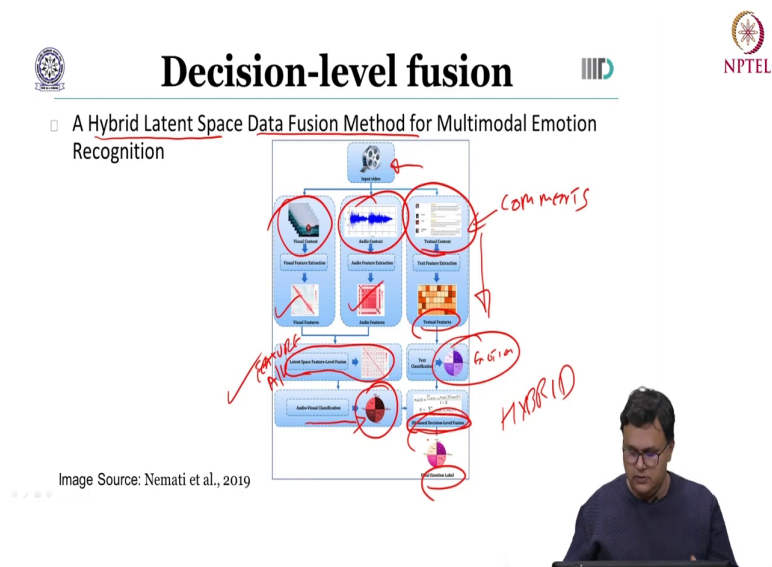 Decision-level fusion
NPTEL
A Hybrid Latent Space Data Fusion Method for Multimodal Emotion
Recognition
Input video
comments
Visual Content
Audio Content
Textual Content
Visual Feature Extraction
Audio Feature Extraction
Text Feature Extraction
Visual Features
Audio Features
Textual Features
FEATURE
A/V
Latent Space Feature-Level Fusion
Text
Classification
HYBRID
Audio-Visual Classification
DS-based Decision-Level Fusion
Final Emotion Label
Image Source: Nemati et al., 2019